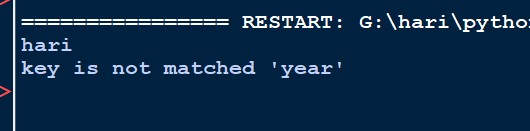 ================ RESTART: G:\hari\pytho
hari
key is not matched 'year'
>